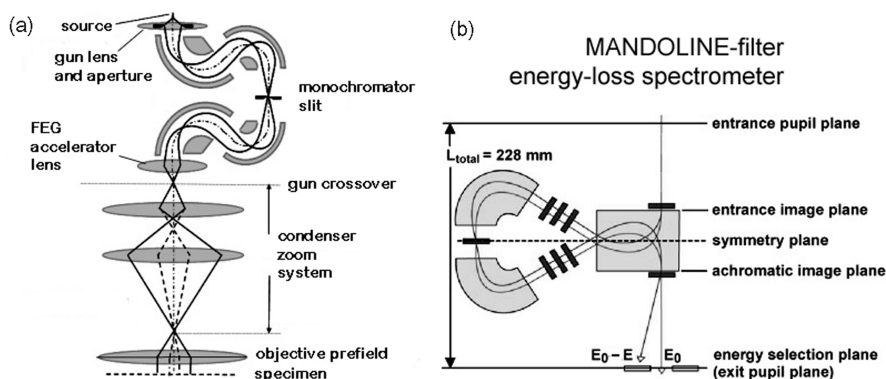 (a)
source
gun lens
and aperture
monochromator
slit
FEG
accelerator
lens
gun crossover
condenser
zoom
system
objective prefield
specimen
(b)
MANDOLINE-filter
energy-loss spectrometer
entrance pupil plane
Ltotal = 228 mm
entrance image plane
symmetry plane
achromatic image plane
E0 – E
E0
energy selection plane
(exit pupil plane)